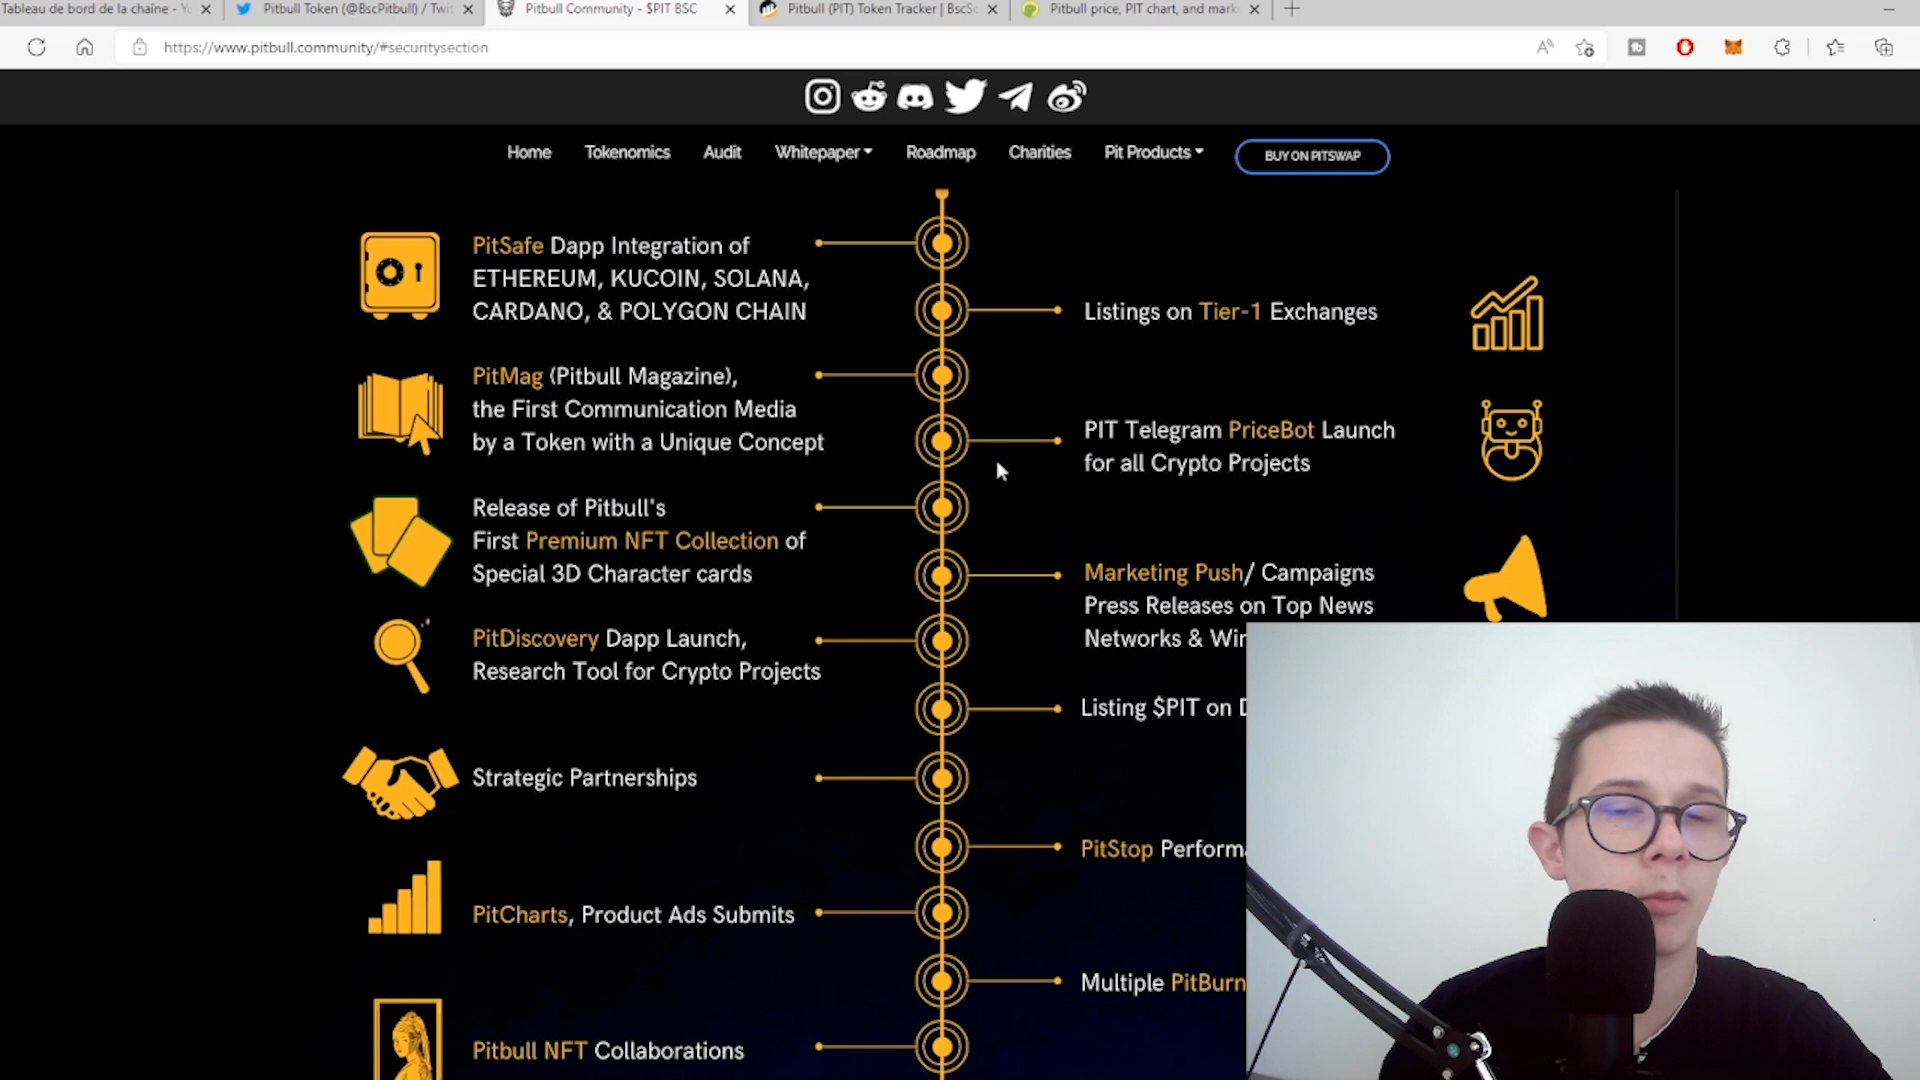 Tableau de bord de la chaîne - Yo
Pitbull Token (@BscPitbull) / Twit
Pitbull Community - $PIT BSC
Pitbull (PIT) Token Tracker | BscSc
Pitbull price, PIT chart, and mark
https://www.pitbull.community/#securitysection
Home
Tokenomics
Audit
Whitepaper
Roadmap
Charities
Pit Products
BUY ON PITSWAP
PitSafe Dapp Integration of
ETHEREUM, KUCOIN, SOLANA,
CARDANO, & POLYGON CHAIN
Listings on Tier-1 Exchanges
PitMag (Pitbull Magazine),
the First Communication Media
by a Token with a Unique Concept
PIT Telegram PriceBot Launch
for all Crypto Projects
Release of Pitbull's
First Premium NFT Collection of
Special 3D Character cards
Marketing Push/ Campaigns
Press Releases on Top News
Networks & Wir
PitDiscovery Dapp Launch,
Research Tool for Crypto Projects
Listing $PIT on D
Strategic Partnerships
PitStop Performa
PitCharts, Product Ads Submits
Multiple PitBurn
Pitbull NFT Collaborations